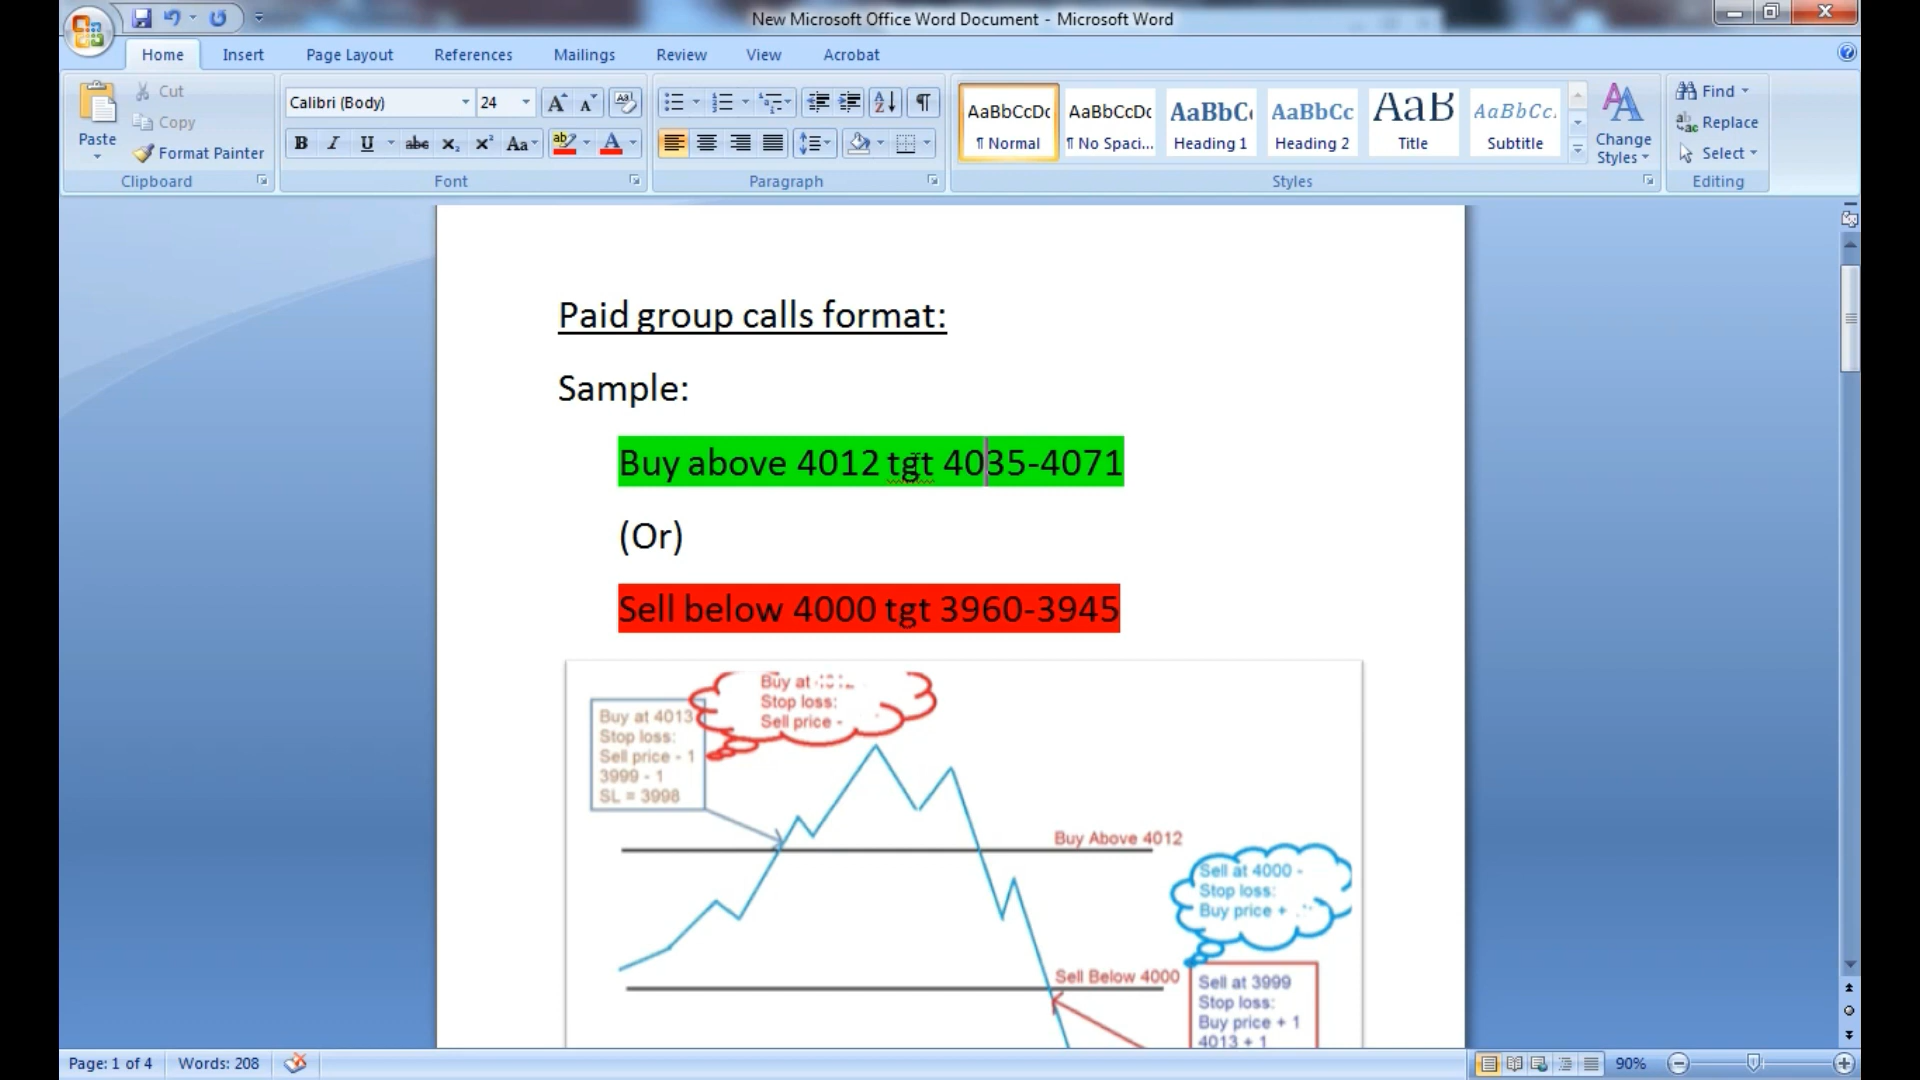 New Microsoft Office Word Document - Microsoft Word
Home Insert Page Layout References Mailings Review View Acrobat
Paste
Cut
Copy
Format Painter
Clipboard
Calibri (Body) 24
Font
Paragraph
AaBbCcDc AaBbCcDc AaBbC AaBbCc AaB AaBbCc.
¶ Normal ¶ No Spaci... Heading 1 Heading 2 Title Subtitle
Change Styles
Styles
Find
Replace
Select
Editing
Paid group calls format:
Sample:
Buy above 4012 tgt 4035-4071
(Or)
Sell below 4000 tgt 3960-3945
Buy at
Stop loss:
Sell price -
Buy at 4013
Stop loss:
Sell price - 1
3999 - 1
SL = 3998
Buy Above 4012
Sell at 4000 -
Stop loss:
Buy price +
Sell Below 4000
Sell at 3999
Stop loss:
Buy price + 1
4013 + 1
Page: 1 of 4 Words: 208 90%